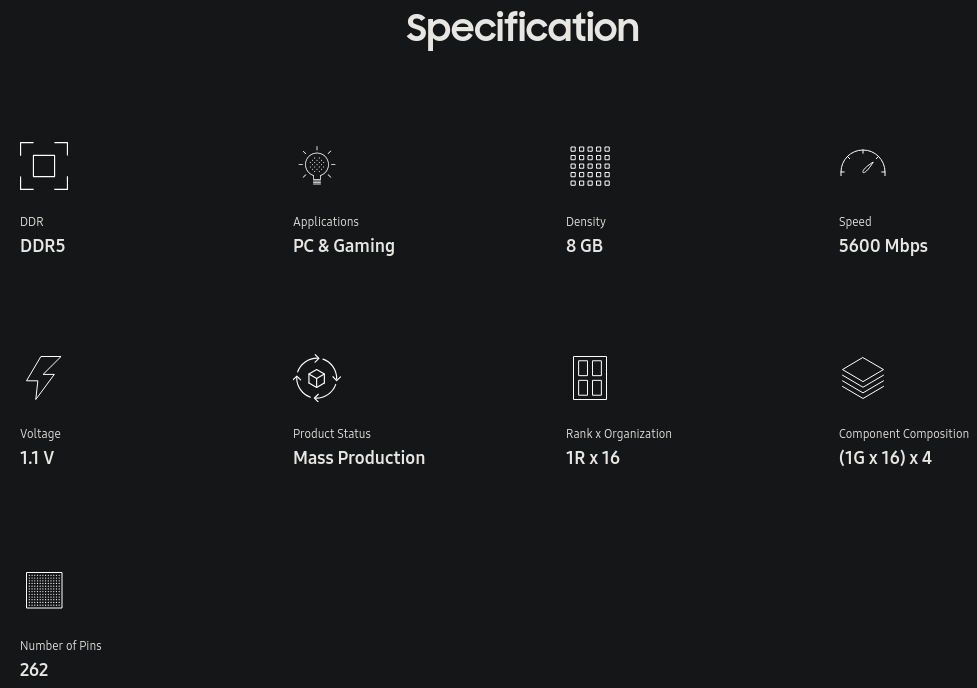 Specification
DDR
DDR5
Applications
PC & Gaming
Density
8 GB
Speed
5600 Mbps
Voltage
1.1 V
Product Status
Mass Production
Rank x Organization
1R x 16
Component Composition
(1G x 16) x 4
Number of Pins
262